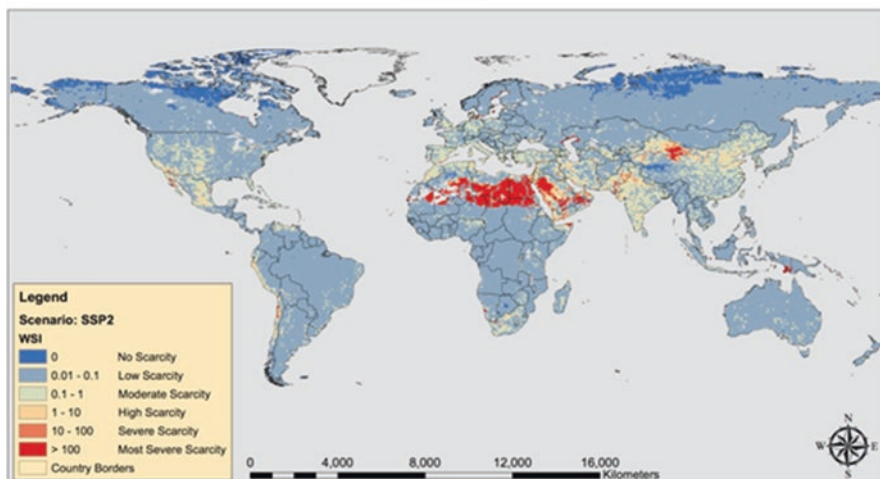 Legend
Scenario: SSP2
WSI
0 No Scarcity
0.01 - 0.1 Low Scarcity
0.1 - 1 Moderate Scarcity
1 - 10 High Scarcity
10 - 100 Severe Scarcity
> 100 Most Severe Scarcity
Country Borders
N
W E
S
0 4,000 8,000 12,000 16,000
Kilometers